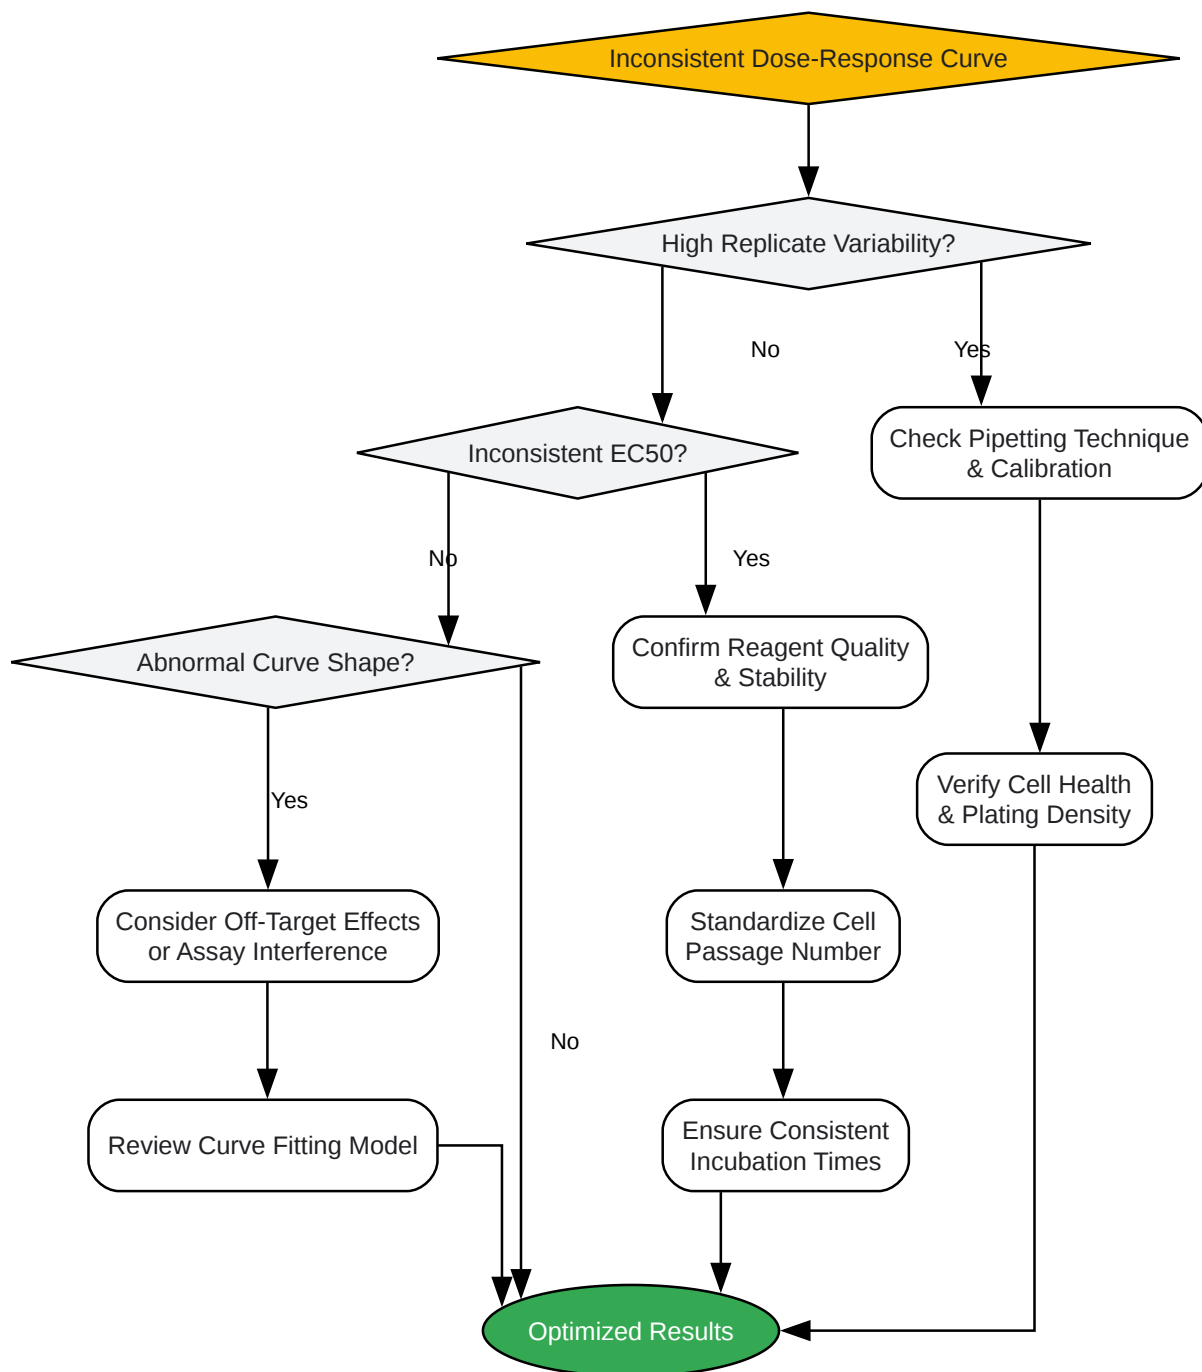 Inconsistent Dose-Response Curve
High Replicate Variability?
No
Yes
Inconsistent EC50?
Check Pipetting Technique
& Calibration
No
Yes
Abnormal Curve Shape?
Confirm Reagent Quality
& Stability
Yes
Verify Cell Health
& Plating Density
Consider Off-Target Effects
or Assay Interference
Standardize Cell
Passage Number
No
Review Curve Fitting Model
Ensure Consistent
Incubation Times
Optimized Results